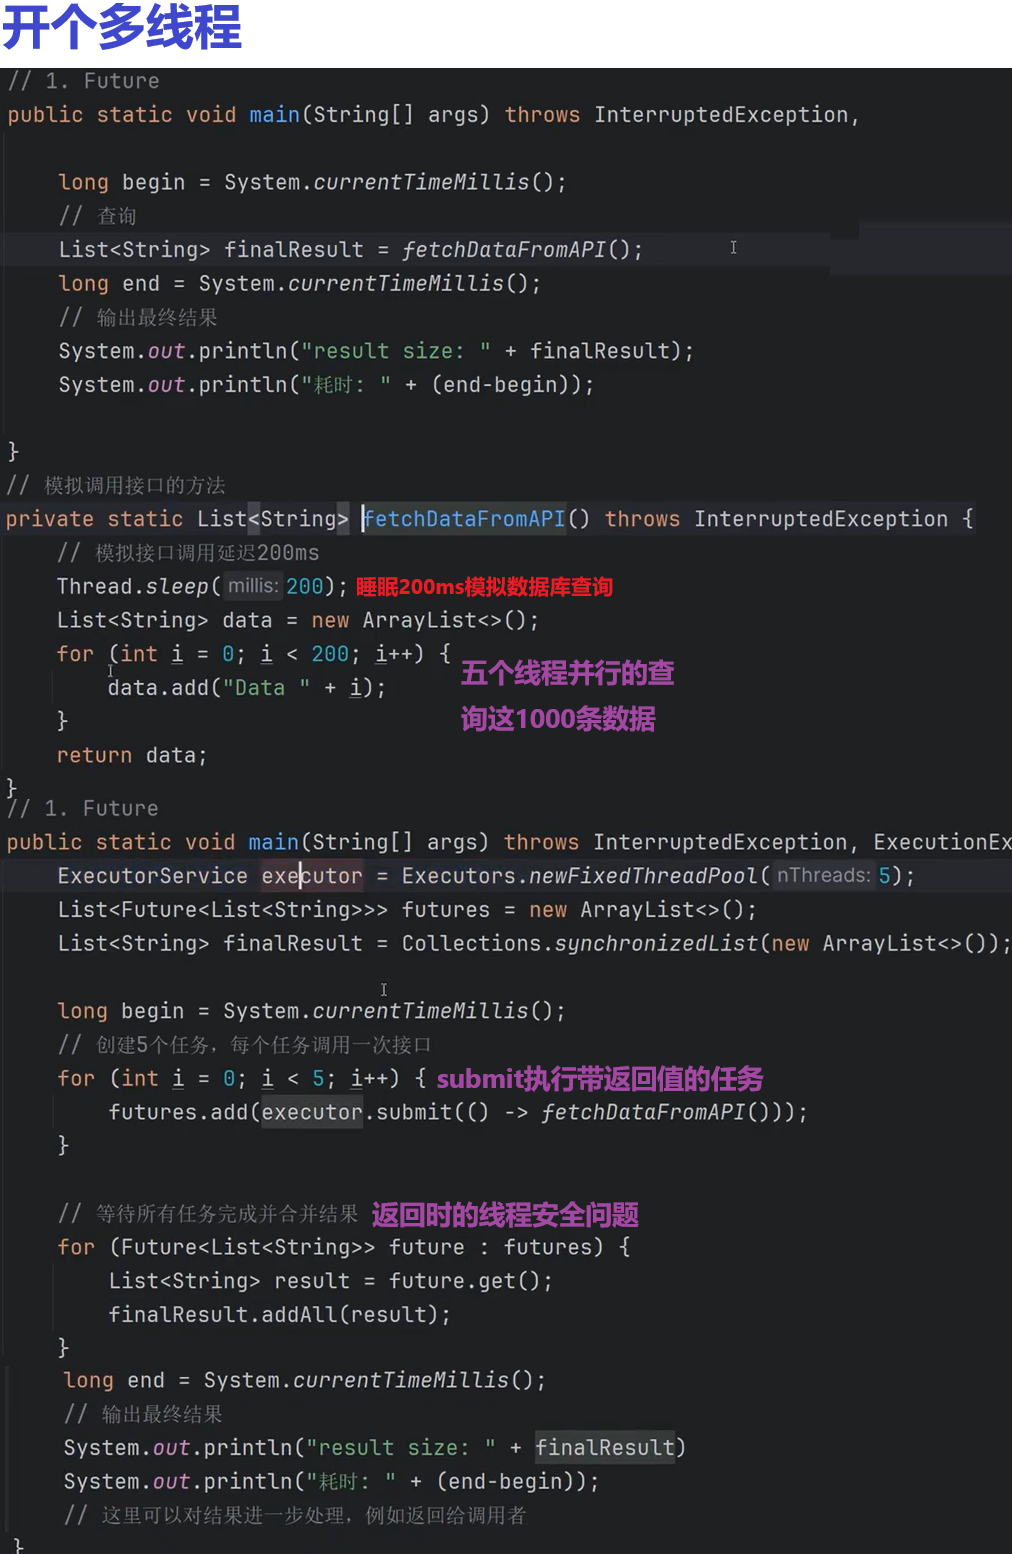 开个多线程
// 1. Future
public static void main(String[] args) throws InterruptedException,
long begin = System.currentTimeMillis();
// 查询
List<String> finalResult = fetchDataFromAPI();
long end = System.currentTimeMillis();
// 输出最终结果
System.out.println("result size: " + finalResult);
System.out.println("耗时: " + (end-begin));
}
// 模拟调用接口的方法
private static List<String> fetchDataFromAPI() throws InterruptedException {
// 模拟接口调用延迟200ms
Thread.sleep( millis: 200); 睡眠200ms模拟数据库查询
List<String> data = new ArrayList<>();
for (int i = 0; i < 200; i++) {
五个线程并行的查
data.add("Data " + i);
询这1000条数据
}
return data;
}
// 1. Future
public static void main(String[] args) throws InterruptedException, ExecutionEx
ExecutorService executor = Executors.newFixedThreadPool( nThreads: 5);
List<Future<List<String>>> futures = new ArrayList<>();
List<String> finalResult = Collections.synchronizedList(new ArrayList<>());
long begin = System.currentTimeMillis();
// 创建5个任务，每个任务调用一次接口
for (int i = 0; i < 5; i++) { submit执行带返回值的任务
futures.add(executor.submit(() -> fetchDataFromAPI()));
}
// 等待所有任务完成并合并结果 返回时的线程安全问题
for (Future<List<String>> future : futures) {
List<String> result = future.get();
finalResult.addAll(result);
}
long end = System.currentTimeMillis();
// 输出最终结果
System.out.println("result size: " + finalResult)
System.out.println("耗时: " + (end-begin));
// 这里可以对结果进一步处理，例如返回给调用者
}